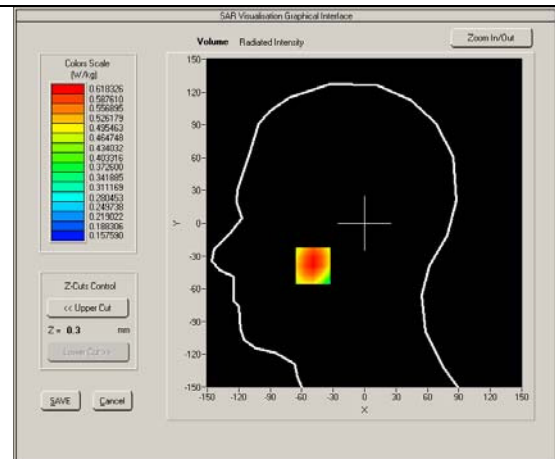 SAR Visualisation Graphical Interface
Volume Radiated Intensity
Zoom In/Out
Colors Scale
(W/kg)
0.618326
0.587610
0.556895
0.526179
0.495463
0.464748
0.434032
0.403316
0.372600
0.341885
0.311169
0.280453
0.249738
0.219022
0.188306
0.157590
Z-Cuts Control
<< Upper Cut
Z = 0.3 mm
Lower Cut >>
SAVE
Cancel
150
120
90
60
30
0
-30
-60
-90
-120
-150
Y
-150 -120 -90 -60 -30 0 30 60 90 120 150
X